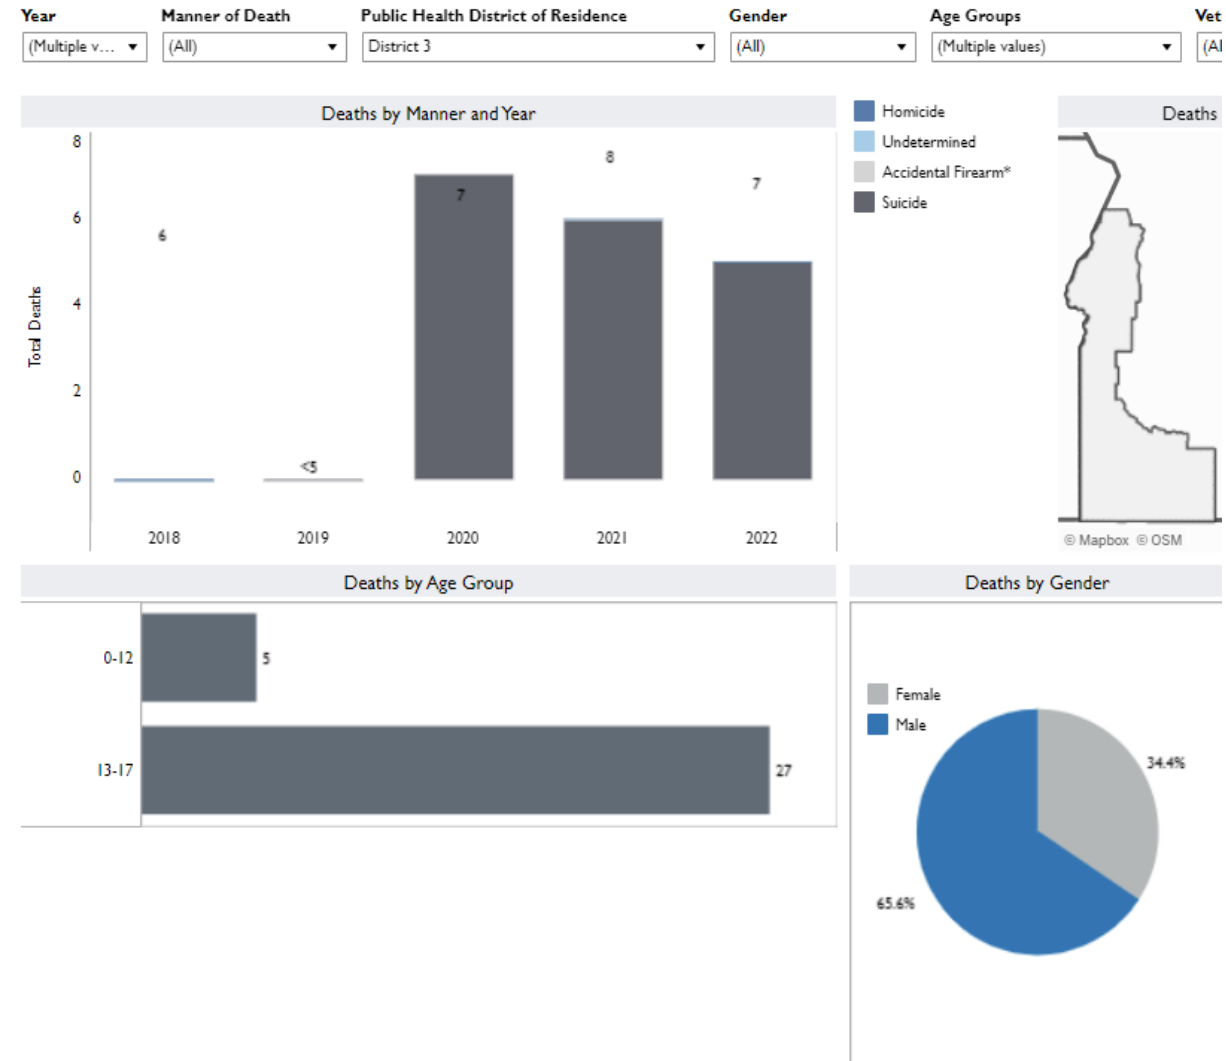 Year Manner of Death Public Health District of Residence Gender Age Groups Vet
(Multiple v... (All) District 3 (All) (Multiple values) (Al
Deaths by Manner and Year
Homicide
Undetermined
Accidental Firearm*
Suicide
Deaths
8
6
4
2
0
Total Deaths
6
<5
7
8
7
2018 2019 2020 2021 2022
© Mapbox © OSM
Deaths by Age Group
0-12 5
13-17 27
Deaths by Gender
Female
Male
34.4%
65.6%